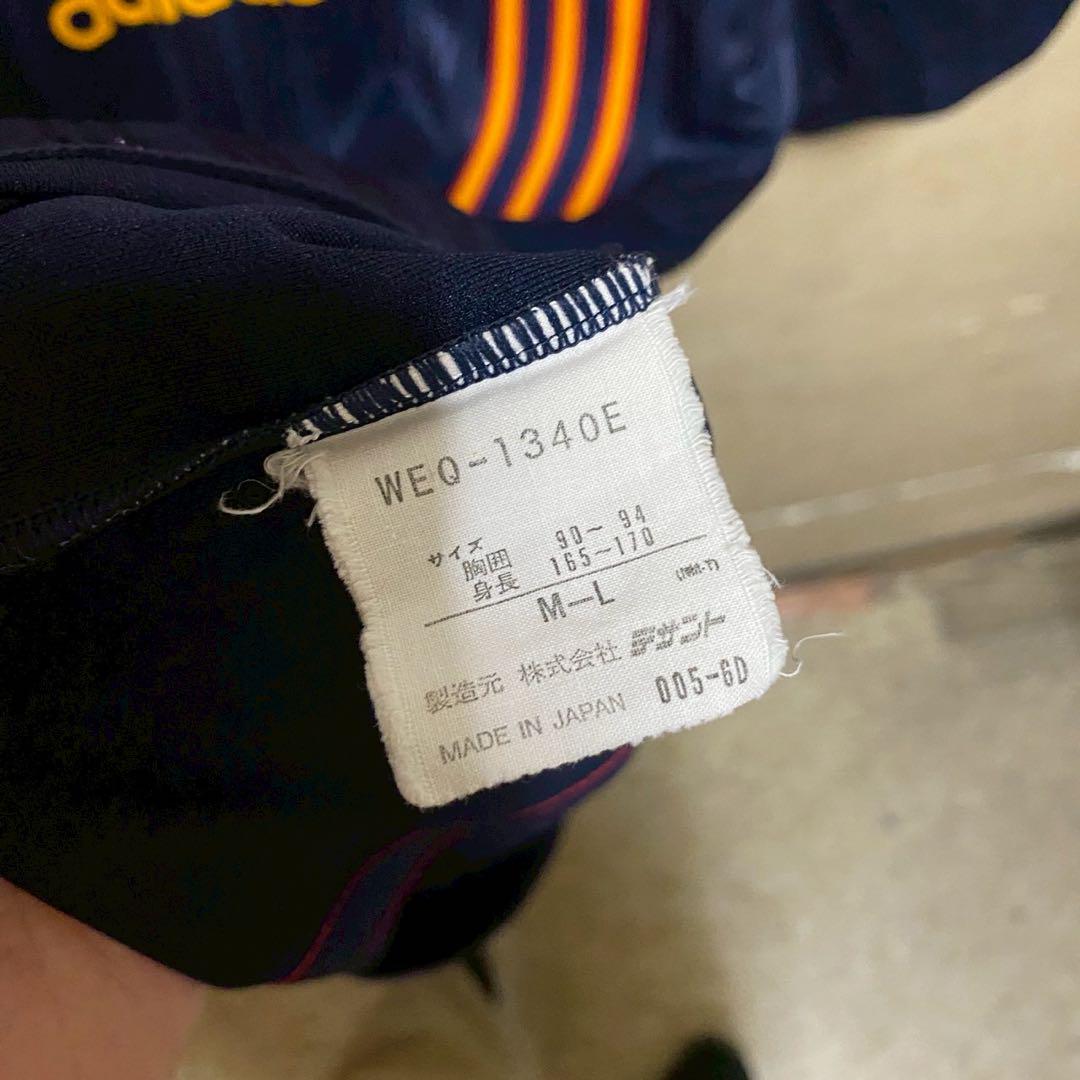 adidas
WEQ-1340E
サイズ
胸囲 90〜94
身長 165〜170
M—L
製造元 株式会社 デサント
MADE IN JAPAN 005-6D